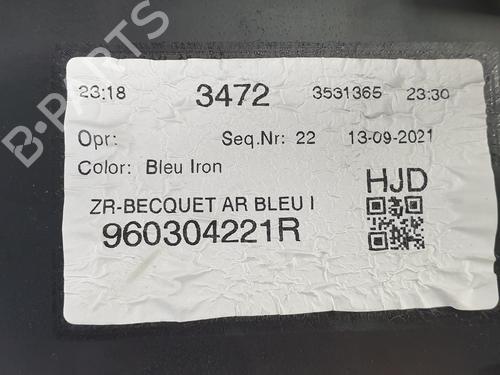 B-PARTS
23:18 3472 3531365 23:30
Opr: Seq.Nr: 22 13-09-2021
Color: Bleu Iron HJD
ZR-BECQUET AR BLEU I
960304221R